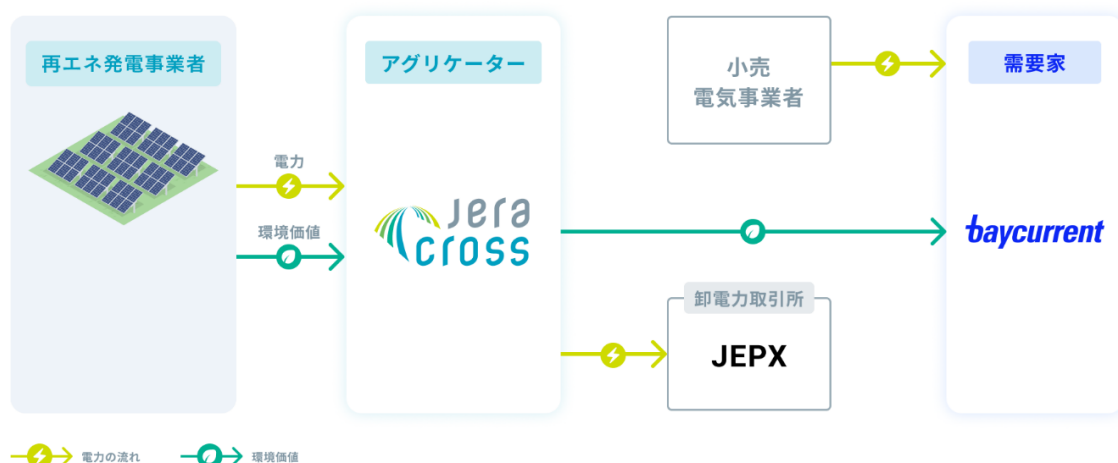 再エネ発電事業者
アグリケーター
小売
電気事業者
需要家
電力
環境価値
jera
cross
baycurrent
卸電力取引所
JEPX
電力の流れ
環境価値